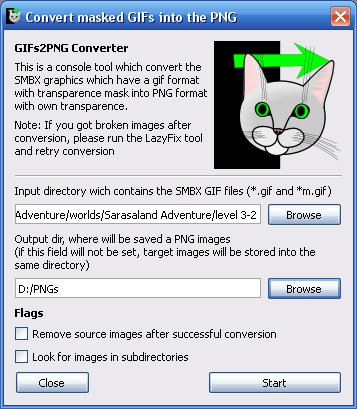 Convert masked GIFs into the PNG
GIFs2PNG Converter
This is a console tool which convert the
SMBX graphics which have a gif format
with transparence mask into PNG format
with own transparence.
Note: If you got broken images after
conversion, please run the LazyFix tool
and retry conversion
Input directory wich contains the SMBX GIF files (*.gif and *m.gif)
Adventure/worlds/Sarasaland Adventure/level 3-2
Browse
Output dir, where will be saved a PNG images
(if this field will not be set, target images will be stored into the
same directory)
D:/PNGs
Browse
Flags
Remove source images after successful conversion
Look for images in subdirectories
Close
Start